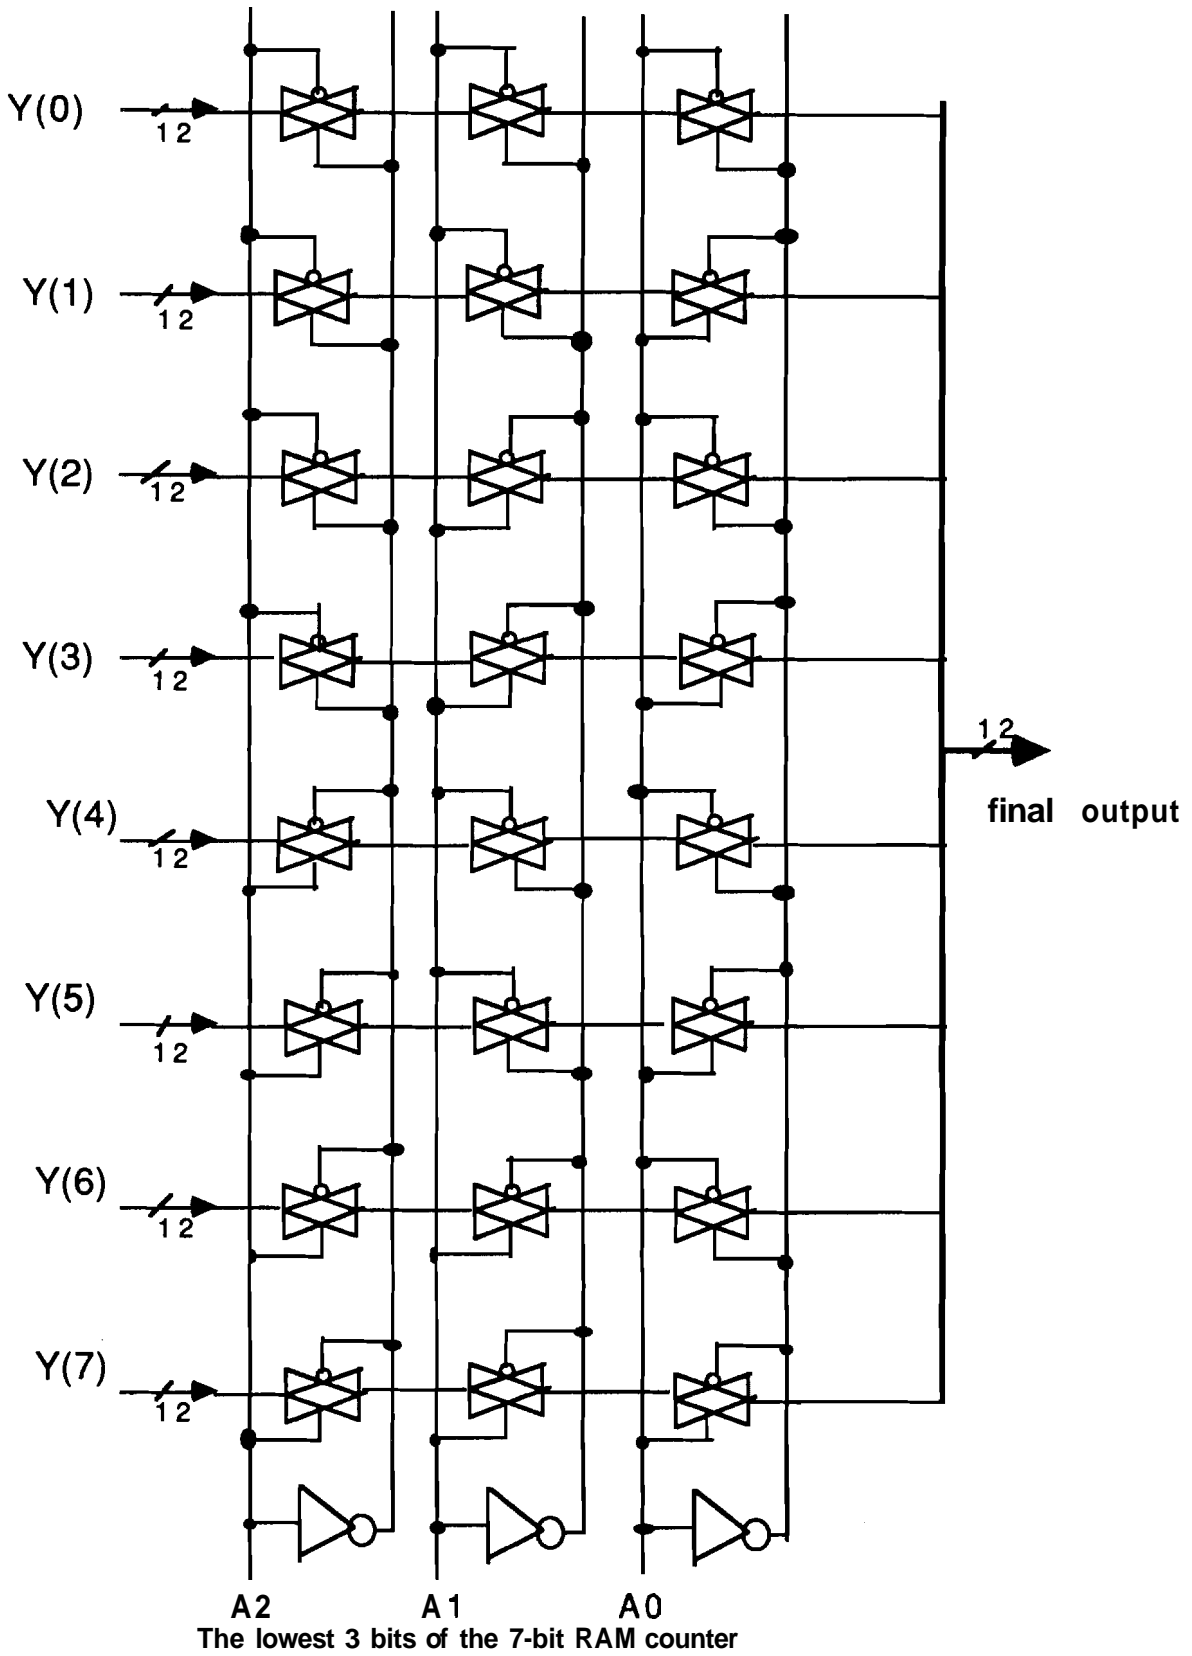 Y(0)
12
Y(1)
12
Y(2)
12
Y(3)
12
12
final output
Y(4)
12
Y(5)
12
Y(6)
12
Y(7)
12
A2 A1 A0
The lowest 3 bits of the 7-bit RAM counter